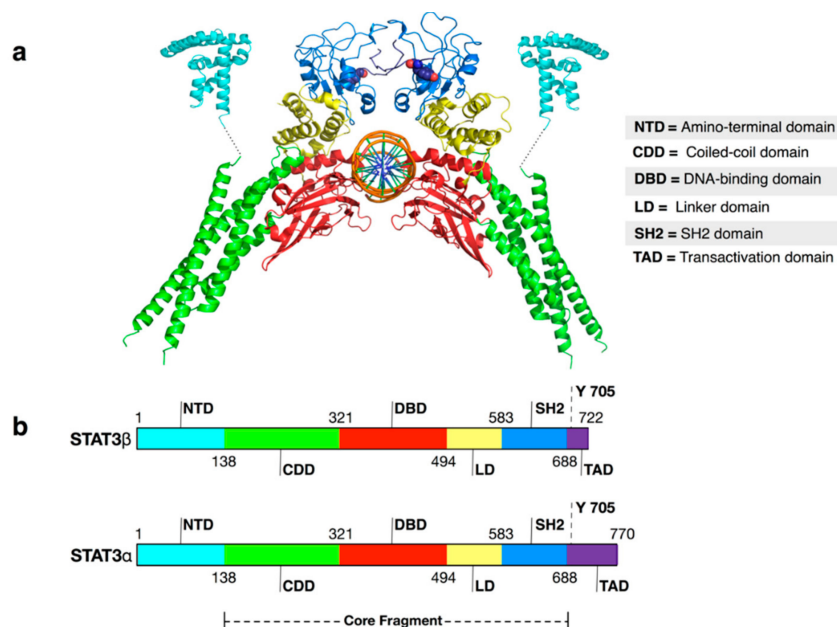 a
NTD = Amino-terminal domain
CDD = Coiled-coil domain
DBD = DNA-binding domain
LD = Linker domain
SH2 = SH2 domain
TAD = Transactivation domain
b
Y 705
1 NTD 321 DBD 583 SH2 722
STAT3β
138 CDD 494 LD 688 TAD
Y 705
1 NTD 321 DBD 583 SH2 770
STAT3α
138 CDD 494 LD 688 TAD
Core Fragment